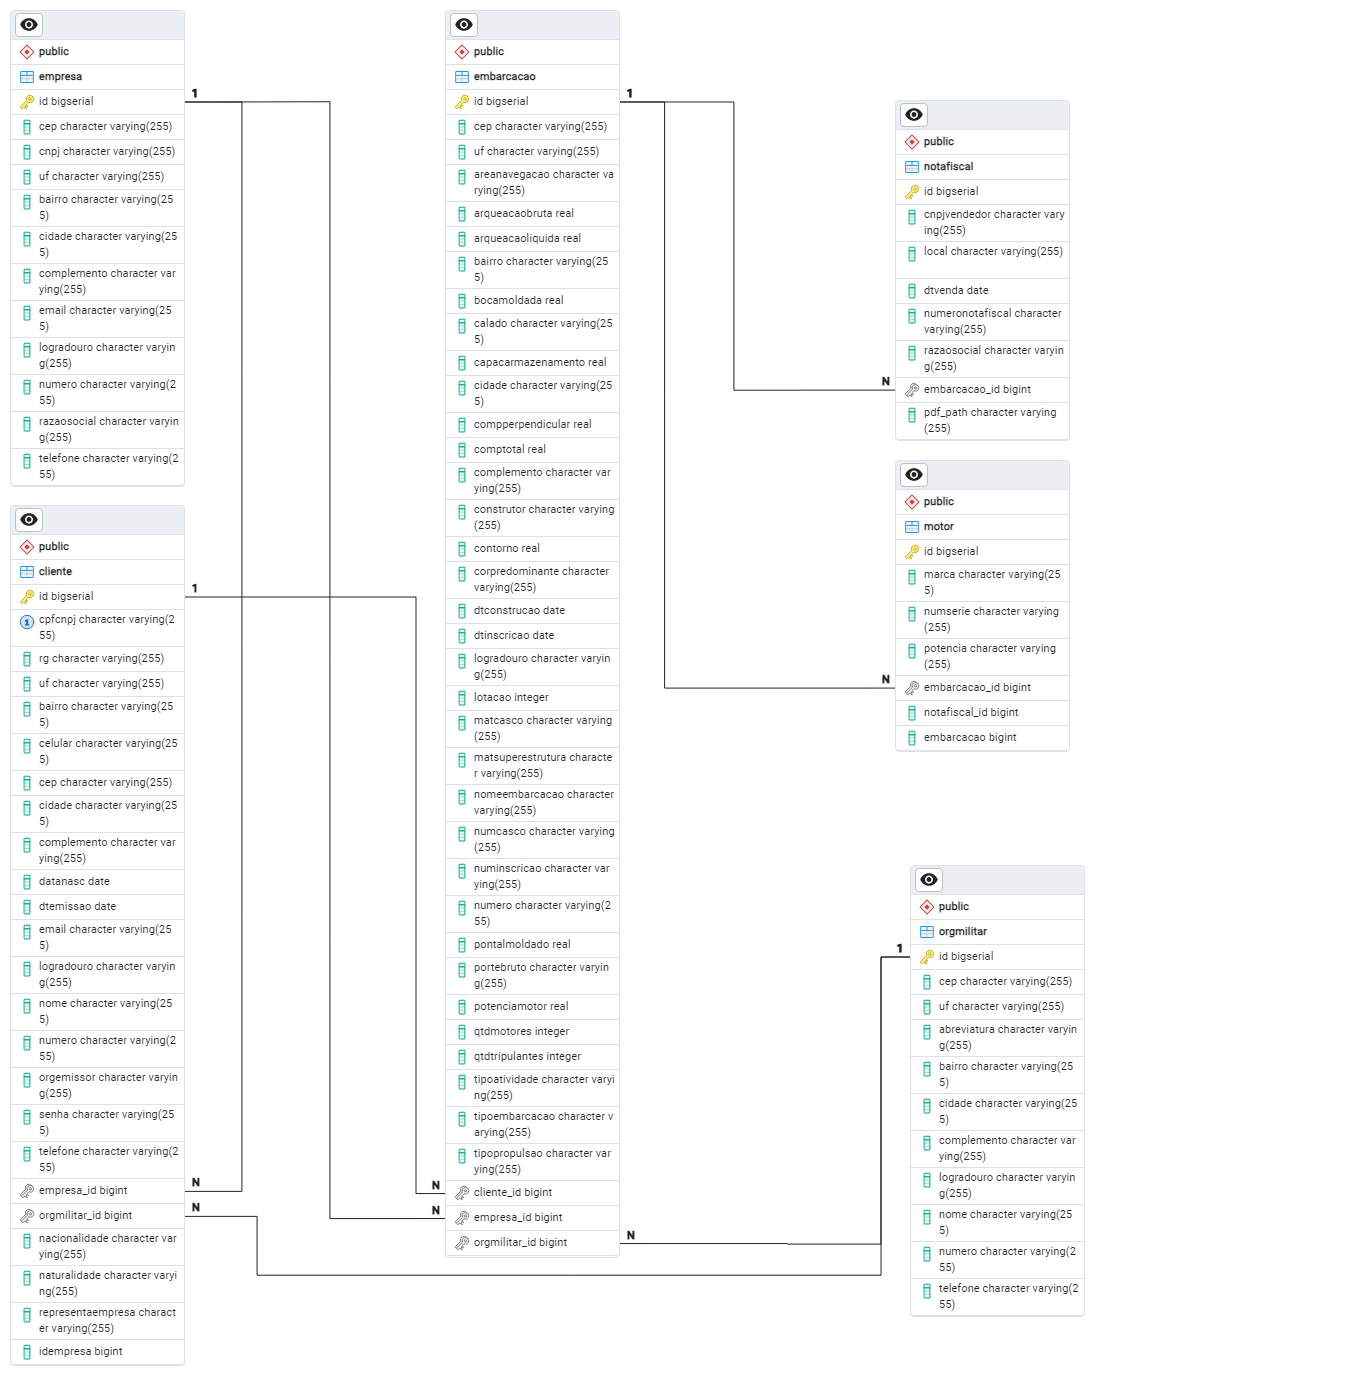 public
empresa
id bigserial
cep character varying(255)
cnpj character varying(255)
uf character varying(255)
bairro character varying(25
5)
cidade character varying(25
5)
complemento character var
ying(255)
email character varying(25
5)
logradouro character varyin
g(255)
numero character varying(2
55)
razaosocial character varyin
g(255)
telefone character varying(2
55)
1
public
cliente
id bigserial
cpfcnpj character varying(2
55)
rg character varying(255)
uf character varying(255)
bairro character varying(25
5)
celular character varying(25
5)
cep character varying(255)
cidade character varying(25
5)
complemento character var
ying(255)
datanasc date
dtemissao date
email character varying(25
5)
logradouro character varyin
g(255)
nome character varying(25
5)
numero character varying(2
55)
orgemissor character varyin
g(255)
senha character varying(25
5)
telefone character varying(2
55)
empresa_id bigint
orgmilitar_id bigint
nacionalidade character var
ying(255)
naturalidade character varyi
ng(255)
representaempresa charact
er varying(255)
idempresa bigint
1
1
N
N
public
embarcacao
id bigserial
cep character varying(255)
uf character varying(255)
areanavegacao character va
rying(255)
arqueacaobruta real
arqueacaoliquida real
bairro character varying(25
5)
bocamoldada real
calado character varying(25
5)
capacarmazenamento real
cidade character varying(25
5)
compperpendicular real
comptotal real
complemento character var
ying(255)
construtor character varying
(255)
contorno real
corpredominante character
varying(255)
dtconstrucao date
dtinscricao date
logradouro character varyin
g(255)
lotacao integer
matcasco character varying
(255)
matsuperestrutura characte
r varying(255)
nomeembarcacao character
varying(255)
numcasco character varying
(255)
numinscricao character var
ying(255)
numero character varying(2
55)
pontalmoldado real
portebruto character varyin
g(255)
potenciamotor real
qtdmotores integer
qtdtripulantes integer
tipoatividade character varyi
ng(255)
tipoembarcacao character v
arying(255)
tipopropulsao character var
ying(255)
cliente_id bigint
empresa_id bigint
orgmilitar_id bigint
N
N
1
N
public
notafiscal
id bigserial
cnpjvendedor character vary
ing(255)
local character varying(255)
dtvenda date
numeronotafiscal character
varying(255)
razaosocial character varyin
g(255)
embarcacao_id bigint
pdf_path character varying
(255)
N
public
motor
id bigserial
marca character varying(25
5)
numserie character varying
(255)
potencia character varying
(255)
embarcacao_id bigint
notafiscal_id bigint
embarcacao bigint
N
public
orgmilitar
id bigserial
cep character varying(255)
uf character varying(255)
abreviatura character varyin
g(255)
bairro character varying(25
5)
cidade character varying(25
5)
complemento character var
ying(255)
logradouro character varyin
g(255)
nome character varying(25
5)
numero character varying(2
55)
telefone character varying(2
55)
1